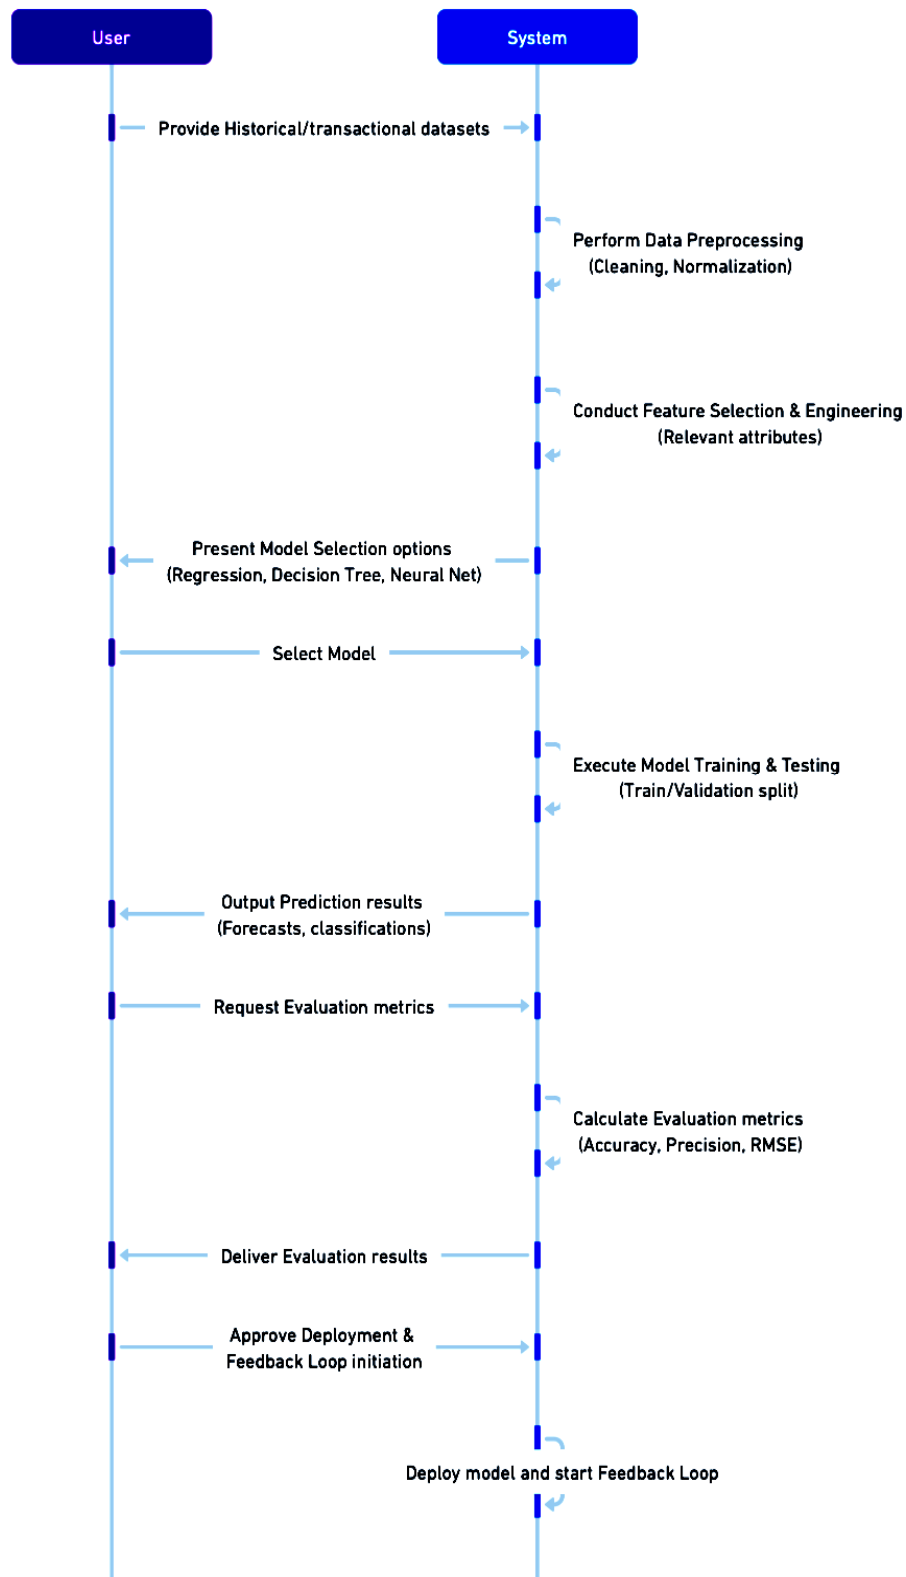 User
System
Provide Historical/transactional datasets
Perform Data Preprocessing
(Cleaning, Normalization)
Conduct Feature Selection & Engineering
(Relevant attributes)
Present Model Selection options
(Regression, Decision Tree, Neural Net)
Select Model
Execute Model Training & Testing
(Train/Validation split)
Output Prediction results
(Forecasts, classifications)
Request Evaluation metrics
Calculate Evaluation metrics
(Accuracy, Precision, RMSE)
Deliver Evaluation results
Approve Deployment &
Feedback Loop initiation
Deploy model and start Feedback Loop